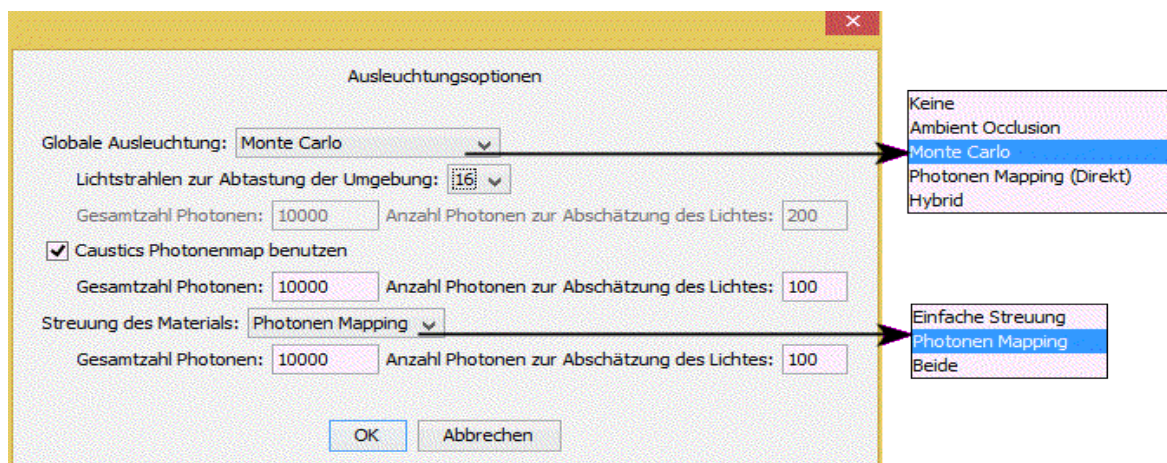 Ausleuchtungsoptionen
Globale Ausleuchtung: Monte Carlo
Lichtstrahlen zur Abtastung der Umgebung: 16
Gesamtzahl Photonen: 10000 Anzahl Photonen zur Abschätzung des Lichtes: 200
Caustics Photonenmap benutzen
Gesamtzahl Photonen: 10000 Anzahl Photonen zur Abschätzung des Lichtes: 100
Streuung des Materials: Photonen Mapping
Gesamtzahl Photonen: 10000 Anzahl Photonen zur Abschätzung des Lichtes: 100
OK Abbrechen
Keine
Ambient Occlusion
Monte Carlo
Photonen Mapping (Direkt)
Hybrid
Einfache Streuung
Photonen Mapping
Beide